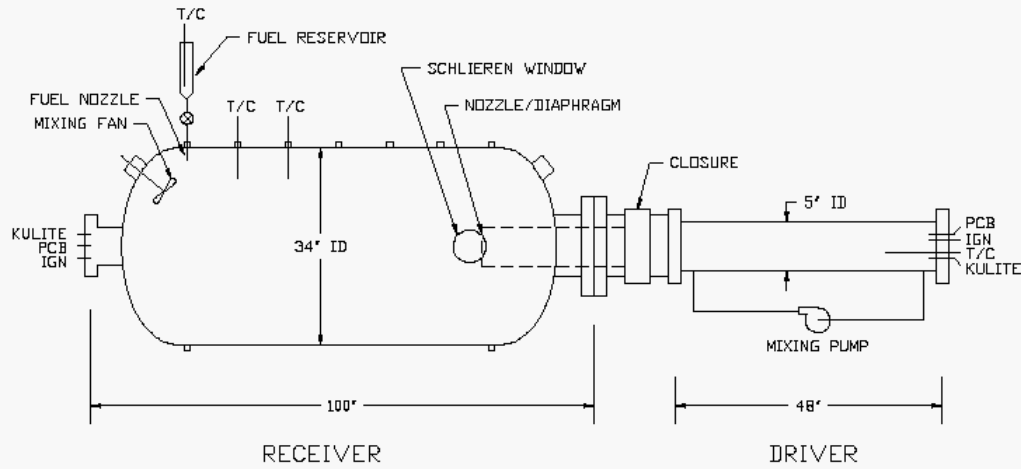 T/C
FUEL RESERVOIR
SCHLIEREN WINDOW
FUEL NOZZLE
T/C T/C
NOZZLE/DIAPHRAGM
MIXING FAN
CLOSURE
5" ID
KULITE
PCB
IGN
34" ID
PCB
IGN
T/C
KULITE
MIXING PUMP
100"
48"
RECEIVER
DRIVER